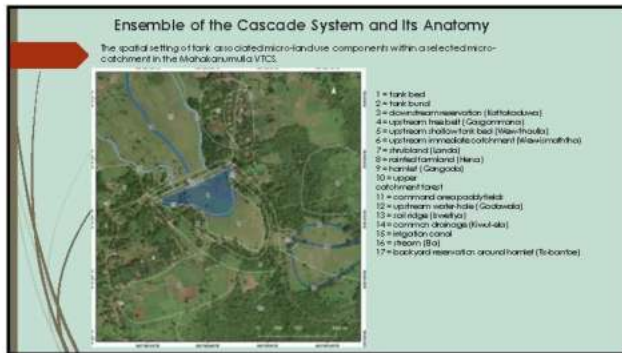 Ensemble of the Cascade System and Its Anatomy
The spatial setting of tank associated micro-land use components within a selected micro-
catchment in the Mahakanumulla VTCS.
1 = tank bed
2 = tank bund
3 = downstream reservation (Kattakaduwa)
4 = upstream tree belt (Gasgommana)
5 = upstream shallow tank bed (Wew-thaulla)
6 = upstream immediate catchment (Wew-ismaththa)
7 = shrubland (Landa)
8 = rainfed farmland (Hena)
9 = hamlet (Gangoda)
10 = upper
catchment forest
11 = command area paddy fields
12 = upstream water-hole (Godawala)
13 = soil ridge (Iswetiya)
14 = common drainage (Kiwul-ela)
15 = irrigation canal
16 = stream (Ela)
17 = backyard reservation around hamlet (Tis-bambe)